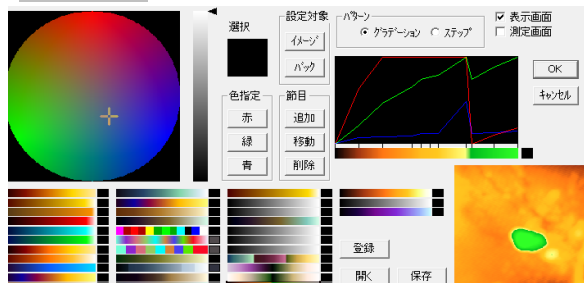 選択
設定対象
イメージ
バック
パターン
グラデーション
ステップ
表示画面
測定画面
OK
キャンセル
色指定
赤
緑
青
節目
追加
移動
削除
登録
開く
保存